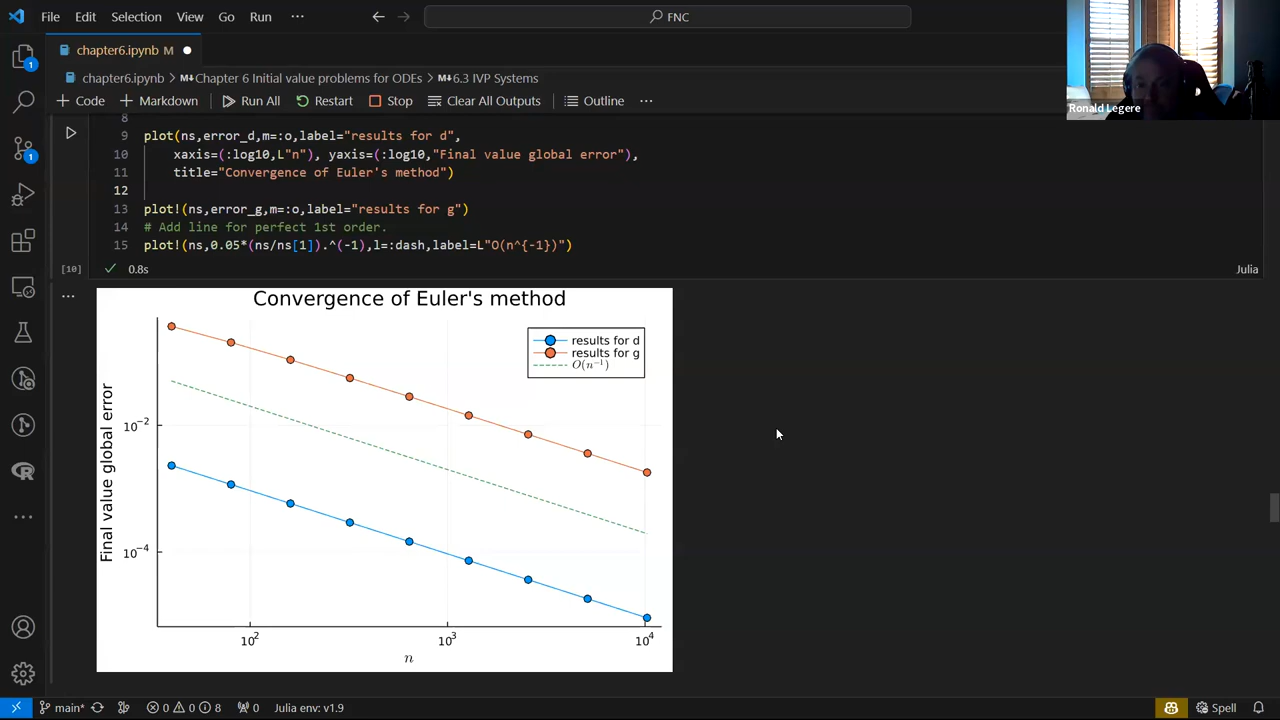 File Edit Selection View Go Run ···
FNC
chapter6.ipynb M
chapter6.ipynb > M↓ Chapter 6: Initial value problems for ODEs > M↓ 6.3 IVP Systems
+ Code + Markdown Run All Restart Clear All Outputs Outline ···
Ronald Legere
9 plot(ns,error_d,m=:o,label="results for d",
10 xaxis=(:log10,L"n"), yaxis=(:log10,"Final value global error"),
11 title="Convergence of Euler's method")
12
13 plot!(ns,error_g,m=:o,label="results for g")
14 # Add line for perfect 1st order.
15 plot!(ns,0.05*(ns/ns[1]).^(-1),l=:dash,label=L"O(n^{-1})")
[10] 0.8s Julia
Convergence of Euler's method
results for d
results for g
O(n⁻¹)
Final value global error
10⁻²
10⁻⁴
10² 10³ 10⁴
n
1
1
main* 0 0 8 0 Julia env: v1.9 Spell